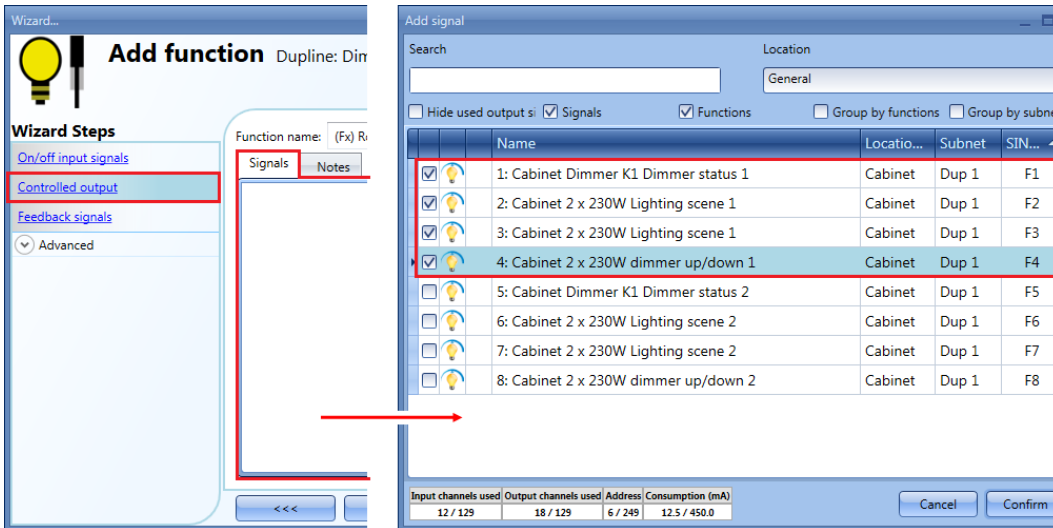 Wizard...
Add function Dupline: Dim
Wizard Steps
On/off input signals
Controlled output
Feedback signals
Advanced
Function name: (Fx) R
Signals Notes
<<<
Add signal
Search Location
General
Hide used output si Signals Functions Group by functions Group by subne
Name Locatio... Subnet SIN...
1: Cabinet Dimmer K1 Dimmer status 1 Cabinet Dup 1 F1
2: Cabinet 2 x 230W Lighting scene 1 Cabinet Dup 1 F2
3: Cabinet 2 x 230W Lighting scene 1 Cabinet Dup 1 F3
4: Cabinet 2 x 230W dimmer up/down 1 Cabinet Dup 1 F4
5: Cabinet Dimmer K1 Dimmer status 2 Cabinet Dup 1 F5
6: Cabinet 2 x 230W Lighting scene 2 Cabinet Dup 1 F6
7: Cabinet 2 x 230W Lighting scene 2 Cabinet Dup 1 F7
8: Cabinet 2 x 230W dimmer up/down 2 Cabinet Dup 1 F8
Input channels used Output channels used Address Consumption (mA)
12 / 129 18 / 129 6 / 249 12.5 / 450.0
Cancel Confirm